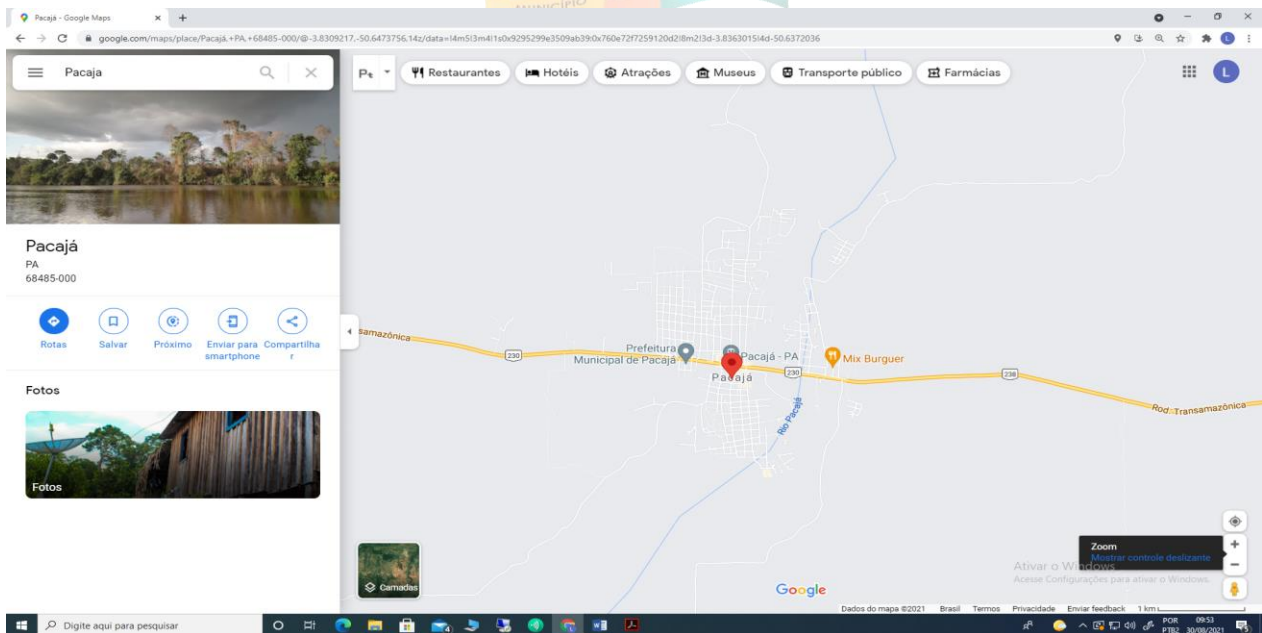 MUNICÍPIO
Pacajá - Google Maps
google.com/maps/place/Pacajá,+PA,+68485-000/@-3.8309217,-50.6473756,14z/data=!4m5!3m4!1s0x9295299e3509ab39:0x760e72f7259120d2!8m2!3d-3.8363015!4d-50.6372036
L
Pacaja
Restaurantes
Hotéis
Atrações
Museus
Transporte público
Farmácias
L
Pacajá
PA
68485-000
Rotas
Salvar
Próximo
Enviar para
smartphone
Compartilha
r
Fotos
Fotos
samazônica
230
Prefeitura
Municipal de Pacajá
Pacajá - PA
Pacajá
230
Mix Burguer
230
Rod. Transamazônica
Rio Pacajá
Camadas
Google
Zoom
Mostrar controle deslizante
Ativar o Windows
Acesse Configurações para ativar o Windows.
Dados do mapa ©2021 Brasil Termos Privacidade Enviar feedback 1 km
Digite aqui para pesquisar
POR
PTB2
09:53
30/08/2021